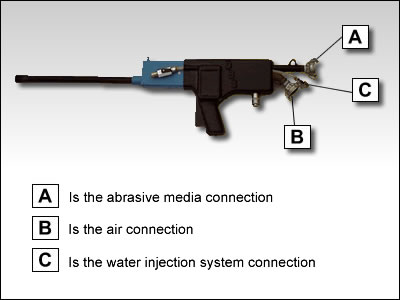 A
C
B
A Is the abrasive media connection
B Is the air connection
C Is the water injection system connection